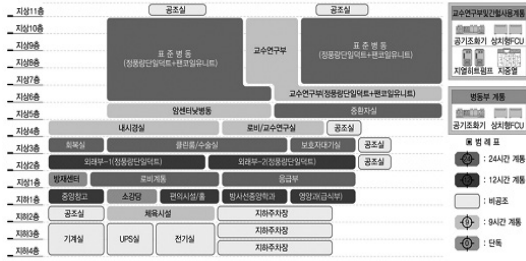 지상11층
공조실
공조실
지상10층
지상9층
지상8층
지상7층
지상6층
표 준 병 동
(정풍량단일덕트+팬코일유니트)
교수연구부
표 준 병 동
(정풍량단일덕트+팬코일유니트)
교수연구부(정풍량단일덕트+팬코일유니트)
지상5층
암센터낮병동
중환자실
지상4층
내시경실
로비/교수연구실
공조실
지상3층
회복실
클린룸/수술실
보호자대기실
공조실
지상2층
외래부-1(정풍량단일덕트)
외래부-2(정풍량단일덕트)
공조실
지상1층
방재센터
로비계통
응급부
지하1층
중앙창고
소강당
편의시설/홀
방사선종양학과
영양과(급식부)
지하2층
공조실
체육시설
지하주차장
지하3층
지하4층
기계실
UPS실
전기실
지하주차장
지하주차장
교수연구부및간헐사용계통
공기조화기
상치형FCU
지열히트펌프
지중열
병동부 계통
공기조화기
상치형FCU
범 례 표
24
: 24시간 계통
: 12시간 계통
: 비공조
9
: 9시간 계통
: 단독